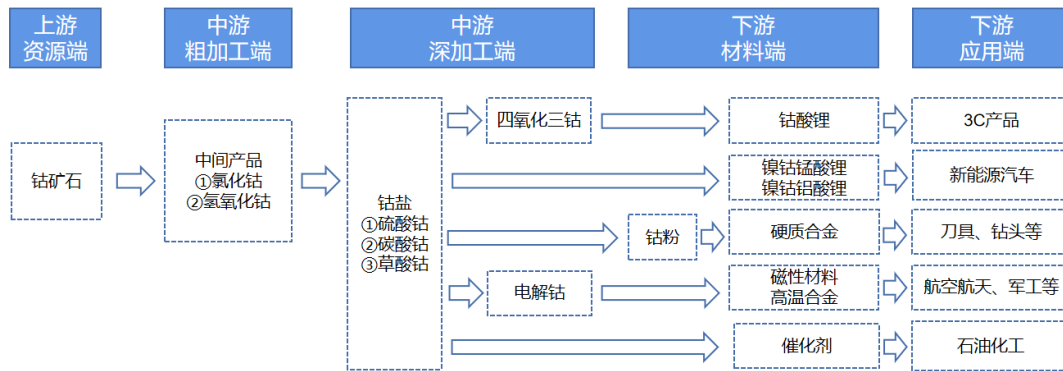 上游
资源端
中游
粗加工端
中游
深加工端
下游
材料端
下游
应用端
钴矿石
中间产品
①氯化钴
②氢氧化钴
钴盐
①硫酸钴
②碳酸钴
③草酸钴
四氧化三钴
钴酸锂
3C产品
镍钴锰酸锂
镍钴铝酸锂
新能源汽车
钴粉
硬质合金
刀具、钻头等
电解钴
磁性材料
高温合金
航空航天、军工等
催化剂
石油化工